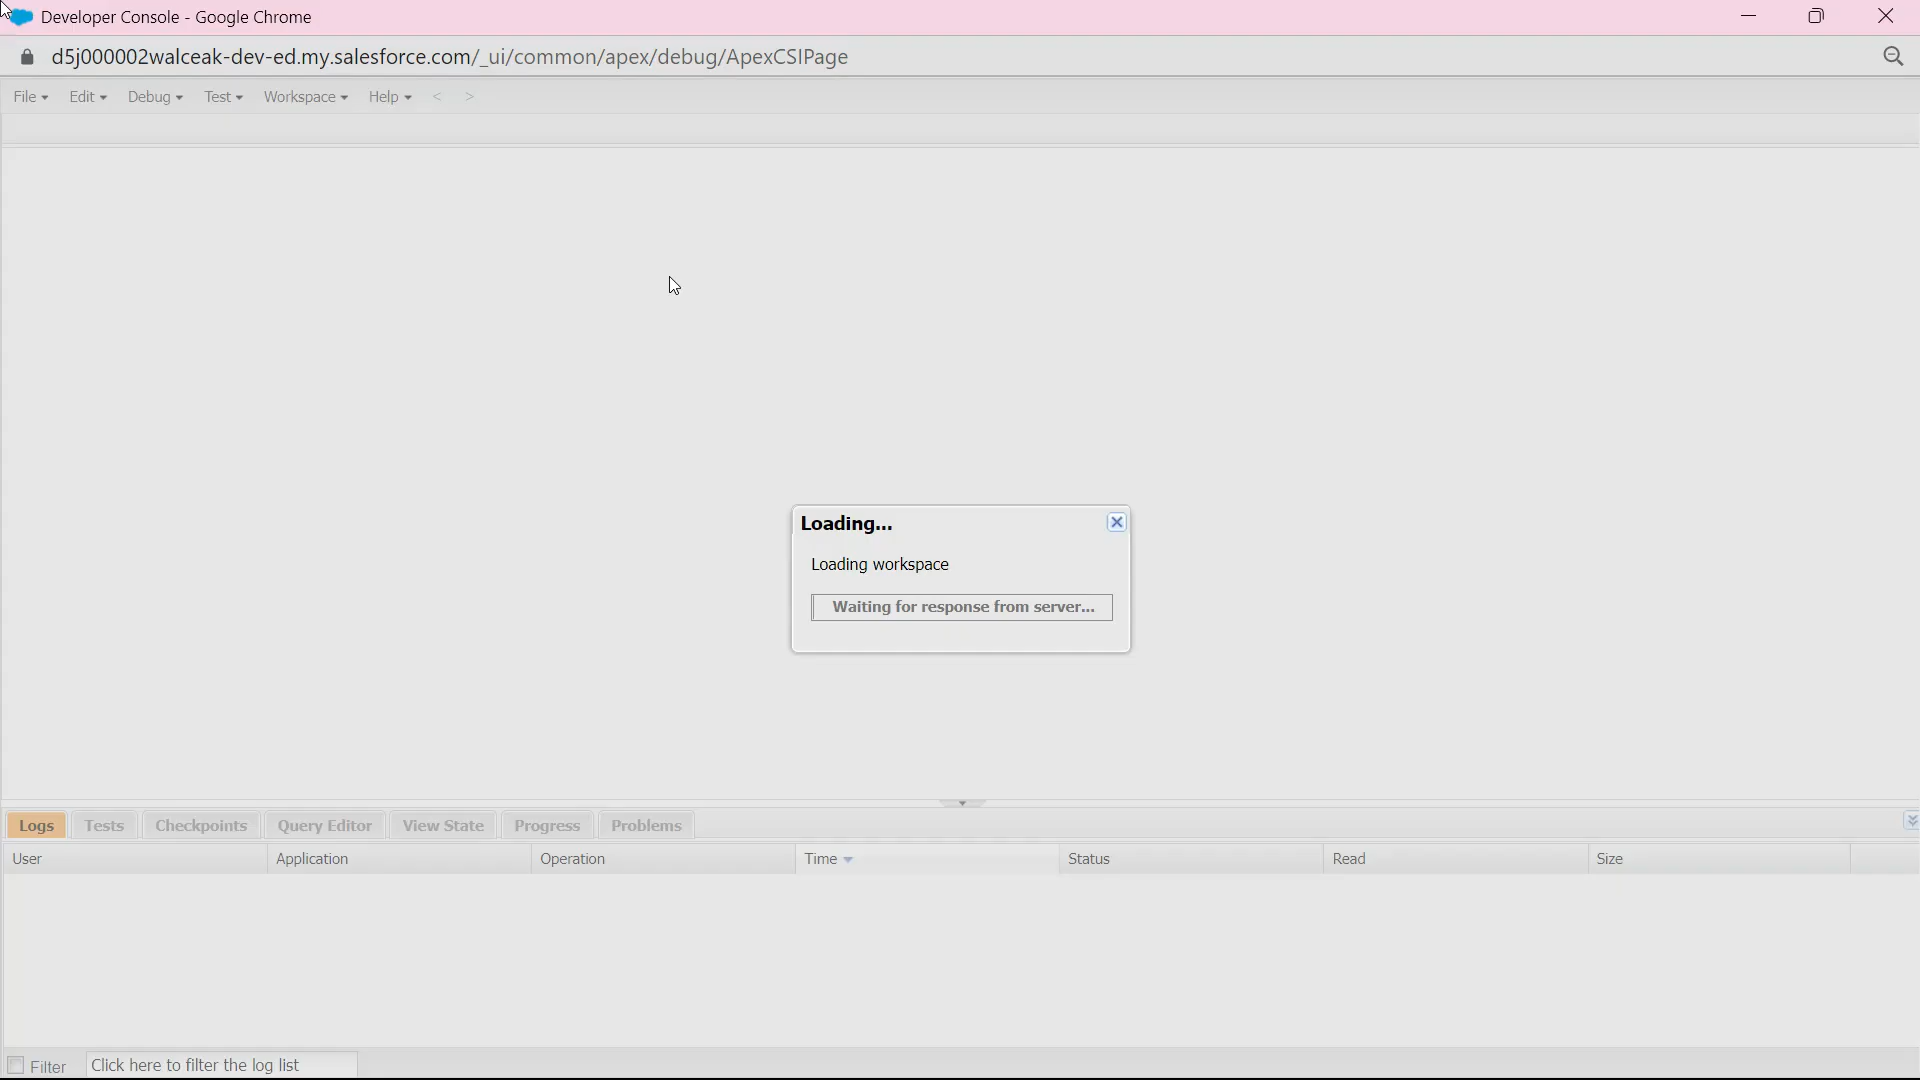 Developer Console - Google Chrome
d5j000002walceak-dev-ed.my.salesforce.com/_ui/common/apex/debug/ApexCSIPage
File Edit Debug Test Workspace Help < >
Loading...
Loading workspace
Waiting for response from server...
Logs Tests Checkpoints Query Editor View State Progress Problems
User Application Operation Time Status Read Size
Filter Click here to filter the log list